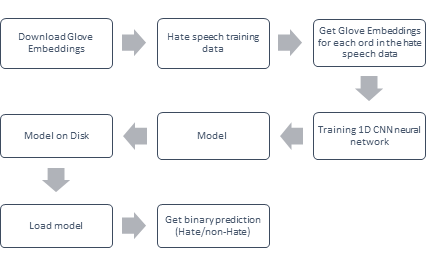 Download Glove
Embeddings
Hate speech training
data
Get Glove Embeddings
for each ord in the hate
speech data
Training 1D CNN neural
network
Model
Model on Disk
Load model
Get binary prediction
(Hate/non-Hate)